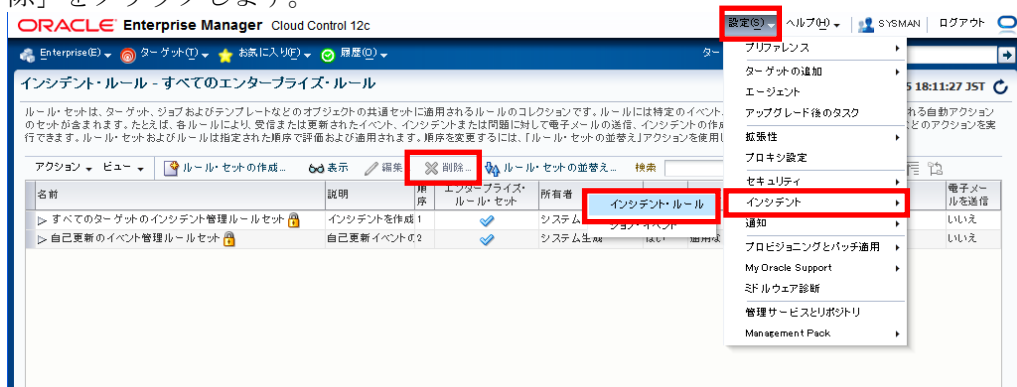 除」をクリックします。
ORACLE Enterprise Manager Cloud Control 12c
設定(S) ヘルプ(H) SYSMAN ログアウト
Enterprise(E) ターゲット(T) お気に入り(F) 履歴(O) ター
インシデント・ルール - すべてのエンタープライズ・ルール
5 18:11:27 JST
ルール・セットは、ターゲット、ジョブおよびテンプレートなどのオブジェクトの共通セットに適用されるルールのコレクションです。ルールには特定のイベント、 れる自動アクション
のセットが含まれます。たとえば、各ルールにより、受信または更新されたイベント、インシデントまたは問題に対して電子メールの送信、インシデントの作成 どのアクションを実
行できます。ルール・セットおよびルールは指定された順序で評価および適用されます。順序を変更するには、「ルール・セットの並替え」アクションを使用し
アクション ビュー ルール・セットの作成... 表示 編集 削除... ルール・セットの並替え... 検索
名前 説明 順序 エンタープライズ・ルール・セット 所有者 電子メールを送信
すべてのターゲットのインシデント管理ルールセット インシデントを作成 1 システム いいえ
自己更新のイベント管理ルールセット 自己更新イベントの 2 システム生成 はい 適用な いいえ
プリファレンス
ターゲットの追加
エージェント
アップグレード後のタスク
拡張性
プロキシ設定
セキュリティ
インシデント
インシデント・ルール
ション・イベント
通知
プロビジョニングとパッチ適用
My Oracle Support
ミドルウェア診断
管理サービスとリポジトリ
Management Pack